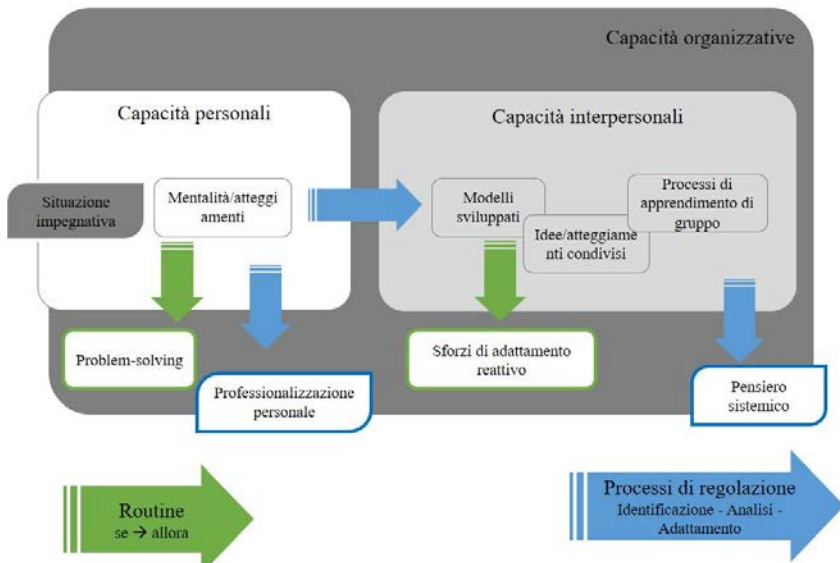 Capacità organizzative
Capacità personali
Capacità interpersonali
Situazione
impegnativa
Mentalità/atteggi
amenti
Modelli
sviluppati
Idee/atteggiame
nti condivisi
Processi di
apprendimento di
gruppo
Problem-solving
Professionalizzazione
personale
Sforzi di adattamento
reattivo
Pensiero
sistemico
Routine
se → allora
Processi di regolazione
Identificazione - Analisi -
Adattamento